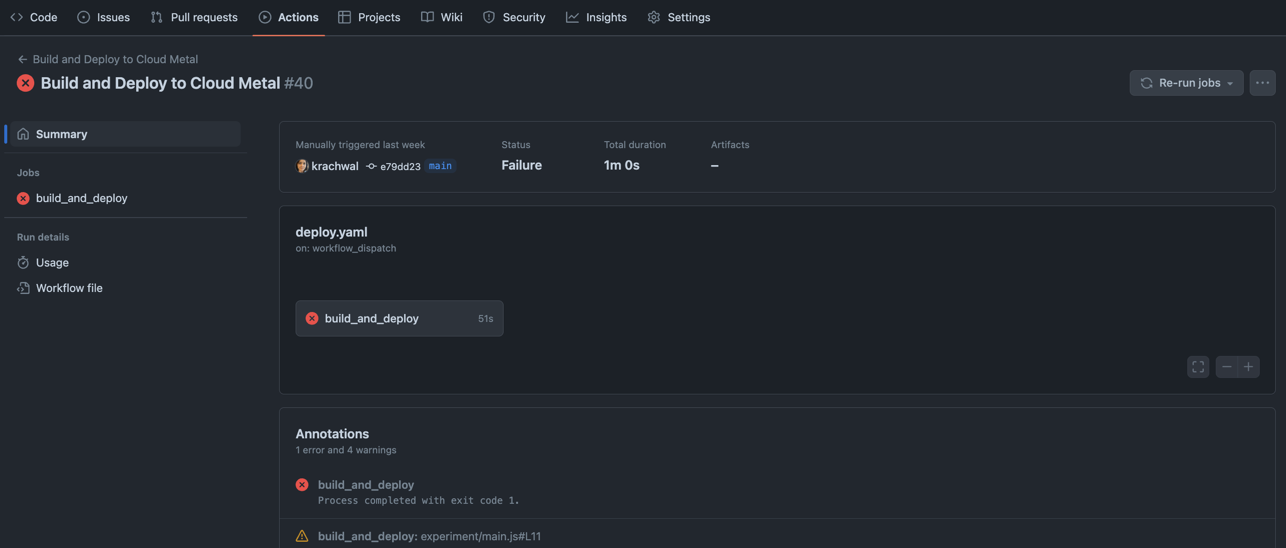 Code Issues Pull requests Actions Projects Wiki Security Insights Settings
Build and Deploy to Cloud Metal
Build and Deploy to Cloud Metal #40
Re-run jobs
Summary
Jobs
build_and_deploy
Run details
Usage
Workflow file
Manually triggered last week
krachwal e79dd23 main
Status
Failure
Total duration
1m 0s
Artifacts
–
deploy.yaml
on: workflow_dispatch
build_and_deploy 51s
Annotations
1 error and 4 warnings
build_and_deploy
Process completed with exit code 1.
build_and_deploy: experiment/main.js#L11